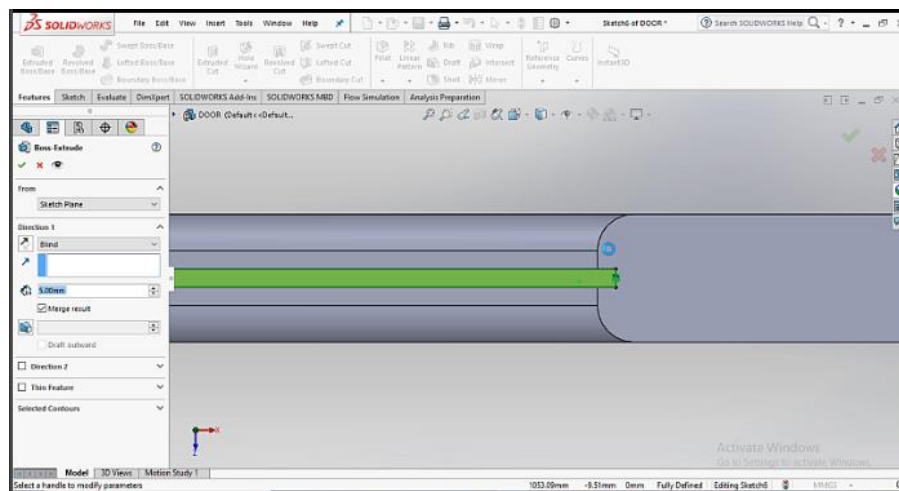 SOLIDWORKS File Edit View Insert Tools Window Help Sketch6 of DOOR * Search SOLIDWORKS Help
Extruded Boss/Base Revolved Boss/Base Swept Boss/Base Lofted Boss/Base Boundary Boss/Base Extruded Cut Hole Wizard Revolved Cut Swept Cut Lofted Cut Boundary Cut Fillet Linear Pattern Rib Draft Shell Wrap Intersect Mirror Reference Geometry Curves Instant3D
Features Sketch Evaluate DimXpert SOLIDWORKS Add-Ins SOLIDWORKS MBD Flow Simulation Analysis Preparation
DOOR (Default<<Default...
Boss-Extrude
From
Sketch Plane
Direction 1
Blind
5.00mm
Merge result
Draft outward
Direction 2
Thin Feature
Selected Contours
X
Activate Windows
Go to Settings to activate Windows.
Model 3D Views Motion Study 1
Select a handle to modify parameters 1053.09mm -9.51mm 0mm Fully Defined Editing Sketch6 MMGS